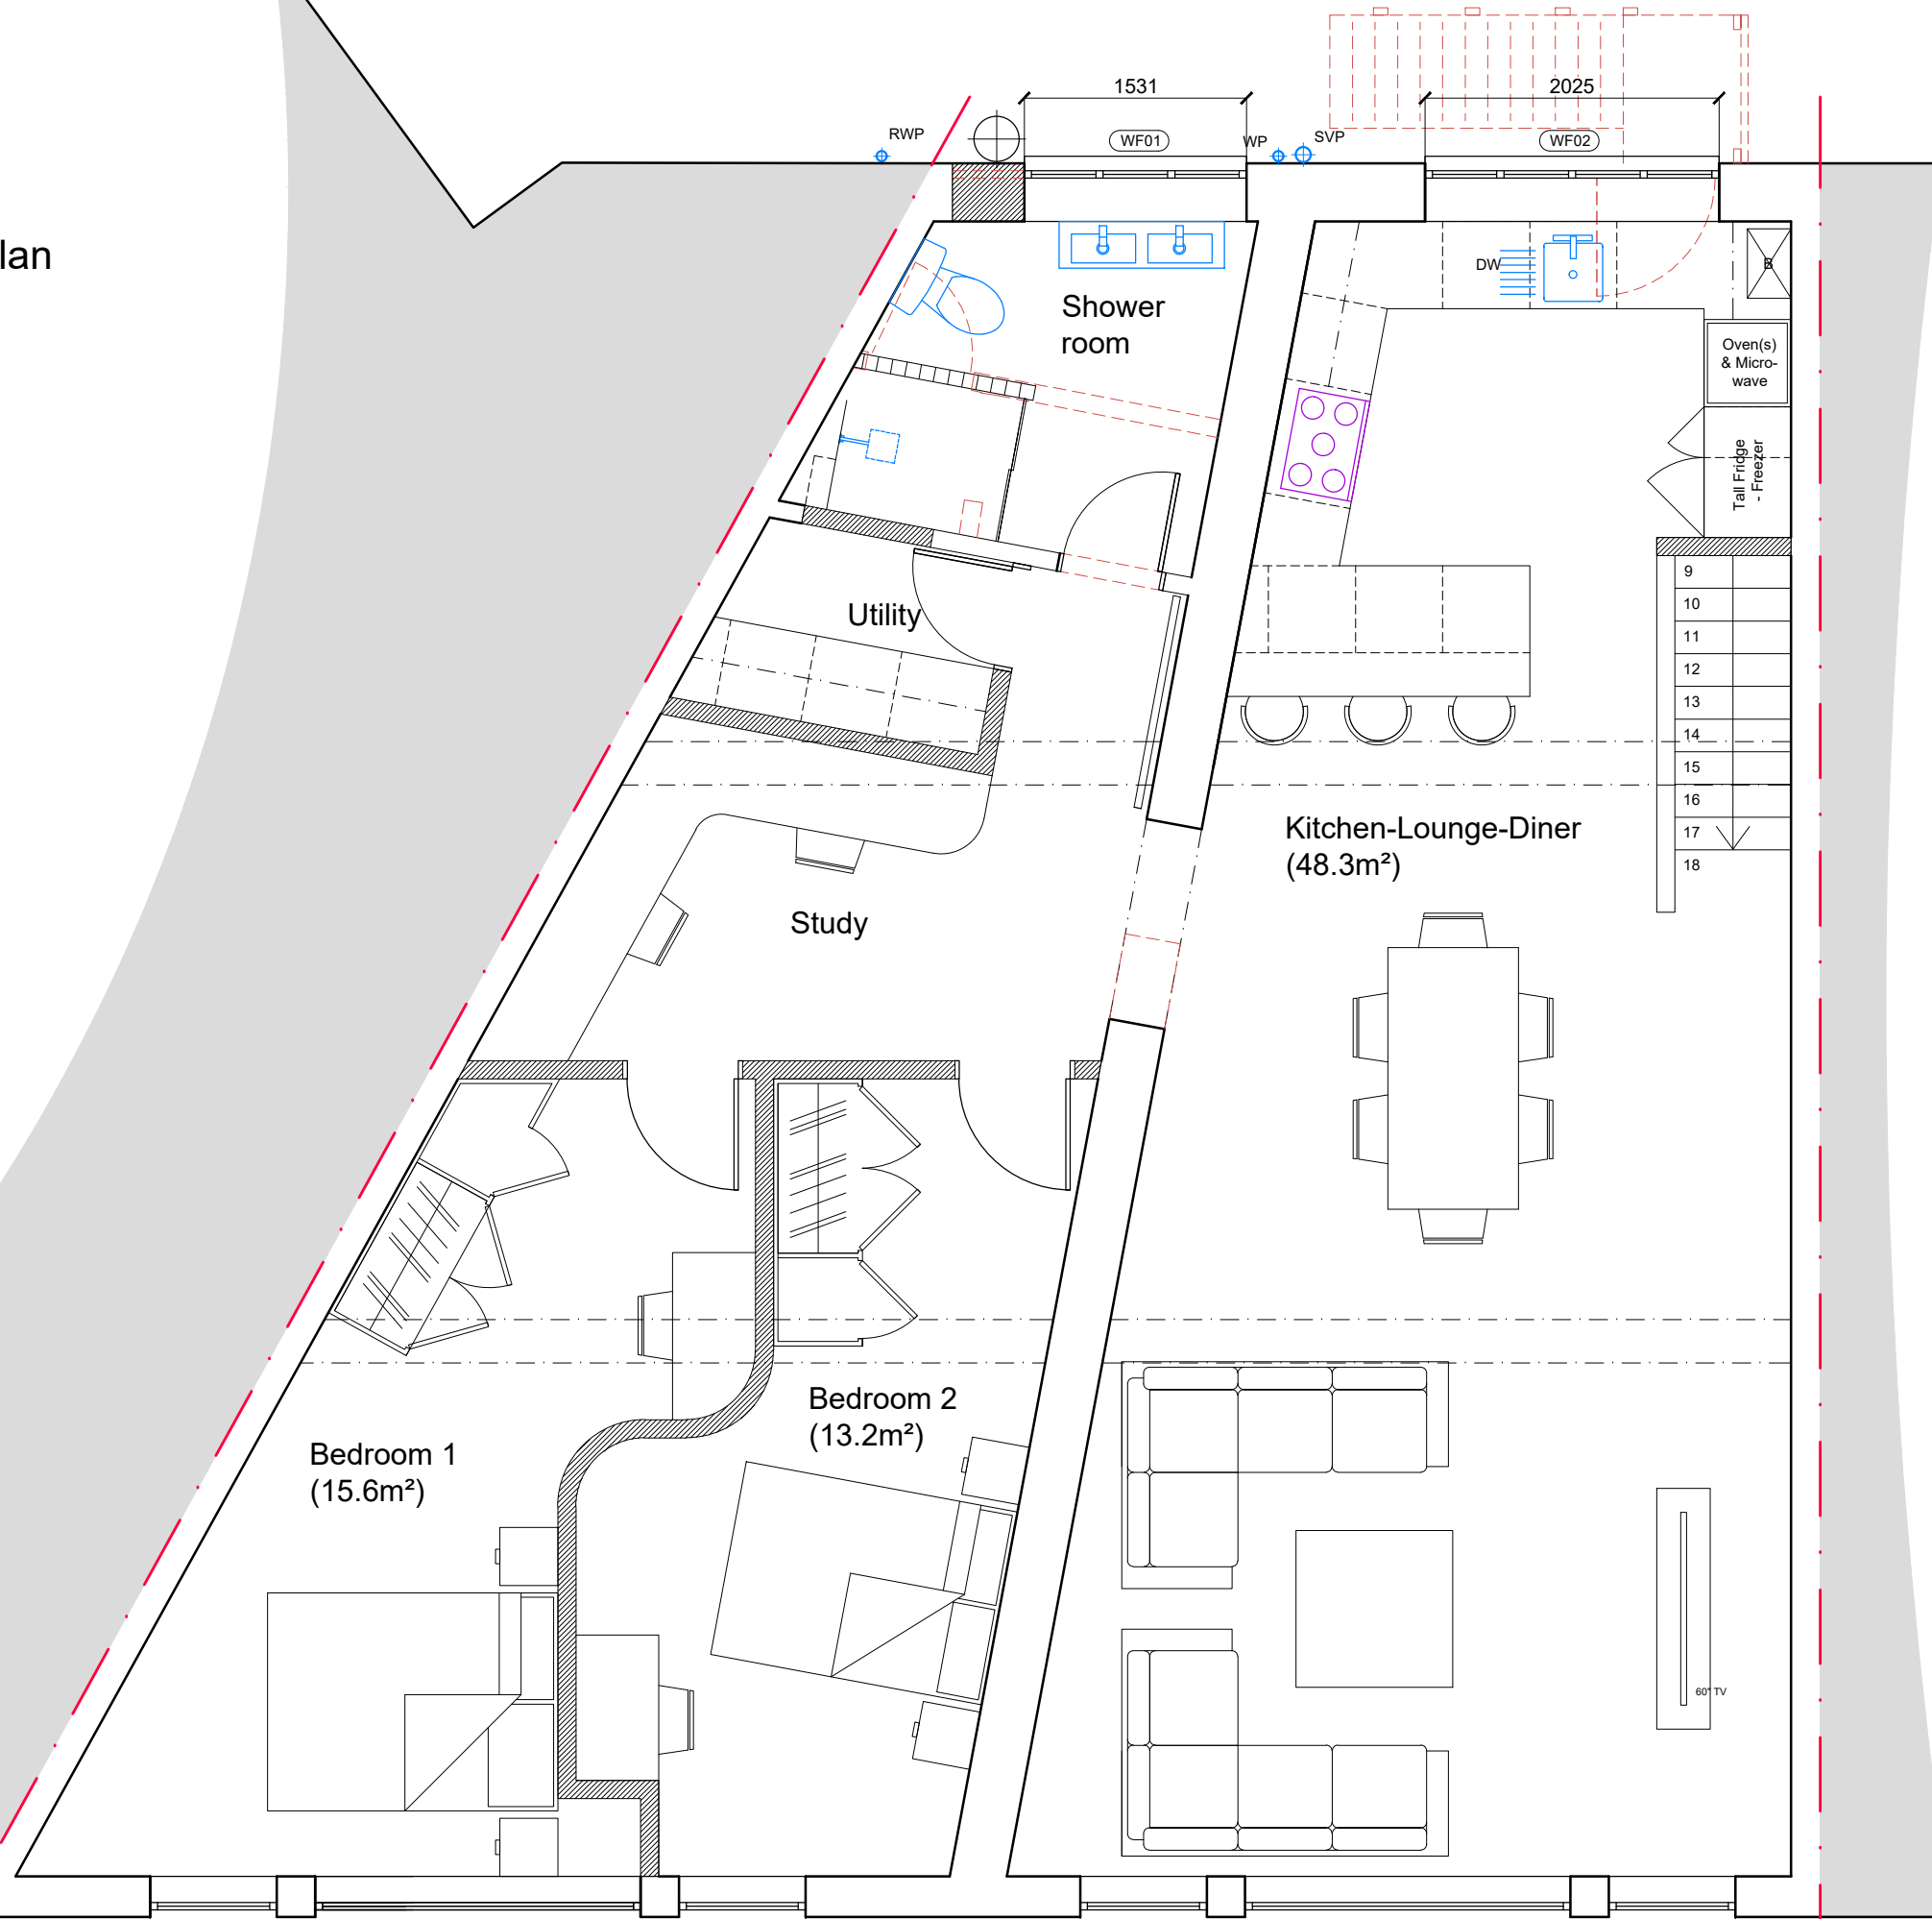 lan
1531
2025
RWP
WF01
WP
SVP
WF02
DW
B
Shower
room
Oven(s)
& Micro-
wave
Tall Fridge
- Freezer
9
10
11
12
13
14
15
16
17
18
Utility
Kitchen-Lounge-Diner
(48.3m²)
Study
Bedroom 2
(13.2m²)
Bedroom 1
(15.6m²)
60" TV